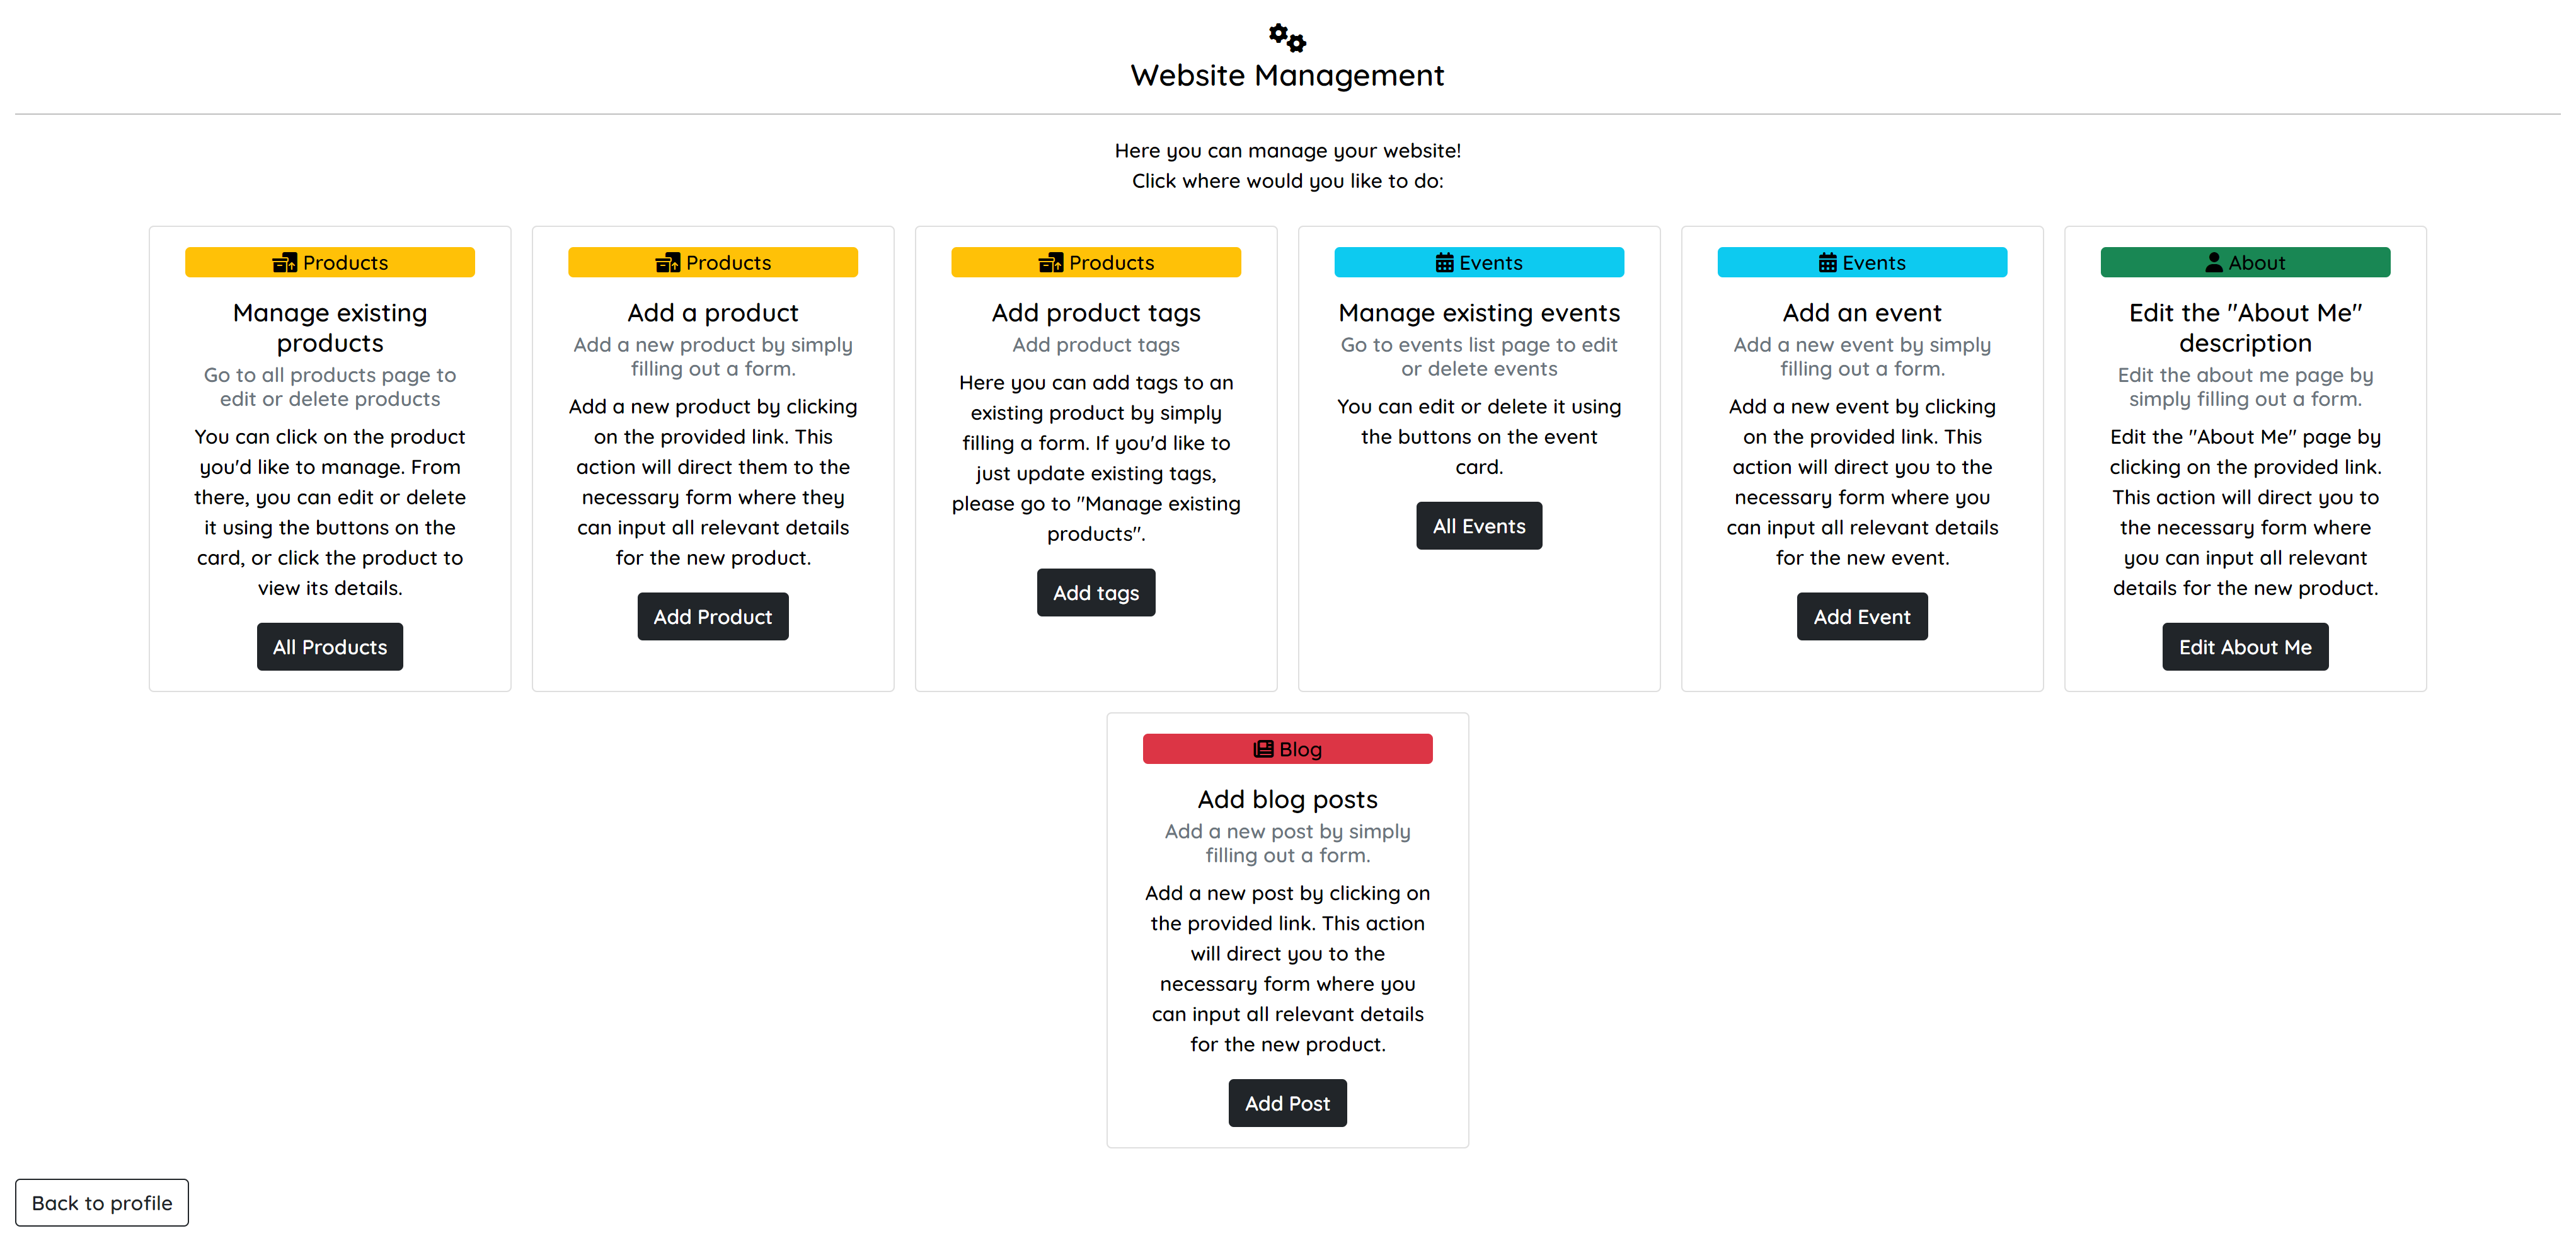 Website Management
Here you can manage your website!
Click where would you like to do:
Products
Manage existing
products
Go to all products page to
edit or delete products
You can click on the product
you'd like to manage. From
there, you can edit or delete
it using the buttons on the
card, or click the product to
view its details.
All Products
Products
Add a product
Add a new product by simply
filling out a form.
Add a new product by clicking
on the provided link. This
action will direct them to the
necessary form where they
can input all relevant details
for the new product.
Add Product
Products
Add product tags
Add product tags
Here you can add tags to an
existing product by simply
filling a form. If you'd like to
just update existing tags,
please go to "Manage existing
products".
Add tags
Events
Manage existing events
Go to events list page to edit
or delete events
You can edit or delete it using
the buttons on the event
card.
All Events
Events
Add an event
Add a new event by simply
filling out a form.
Add a new event by clicking
on the provided link. This
action will direct you to the
necessary form where you
can input all relevant details
for the new event.
Add Event
About
Edit the "About Me"
description
Edit the about me page by
simply filling out a form.
Edit the "About Me" page by
clicking on the provided link.
This action will direct you to
the necessary form where
you can input all relevant
details for the new product.
Edit About Me
Blog
Add blog posts
Add a new post by simply
filling out a form.
Add a new post by clicking on
the provided link. This action
will direct you to the
necessary form where you
can input all relevant details
for the new product.
Add Post
Back to profile